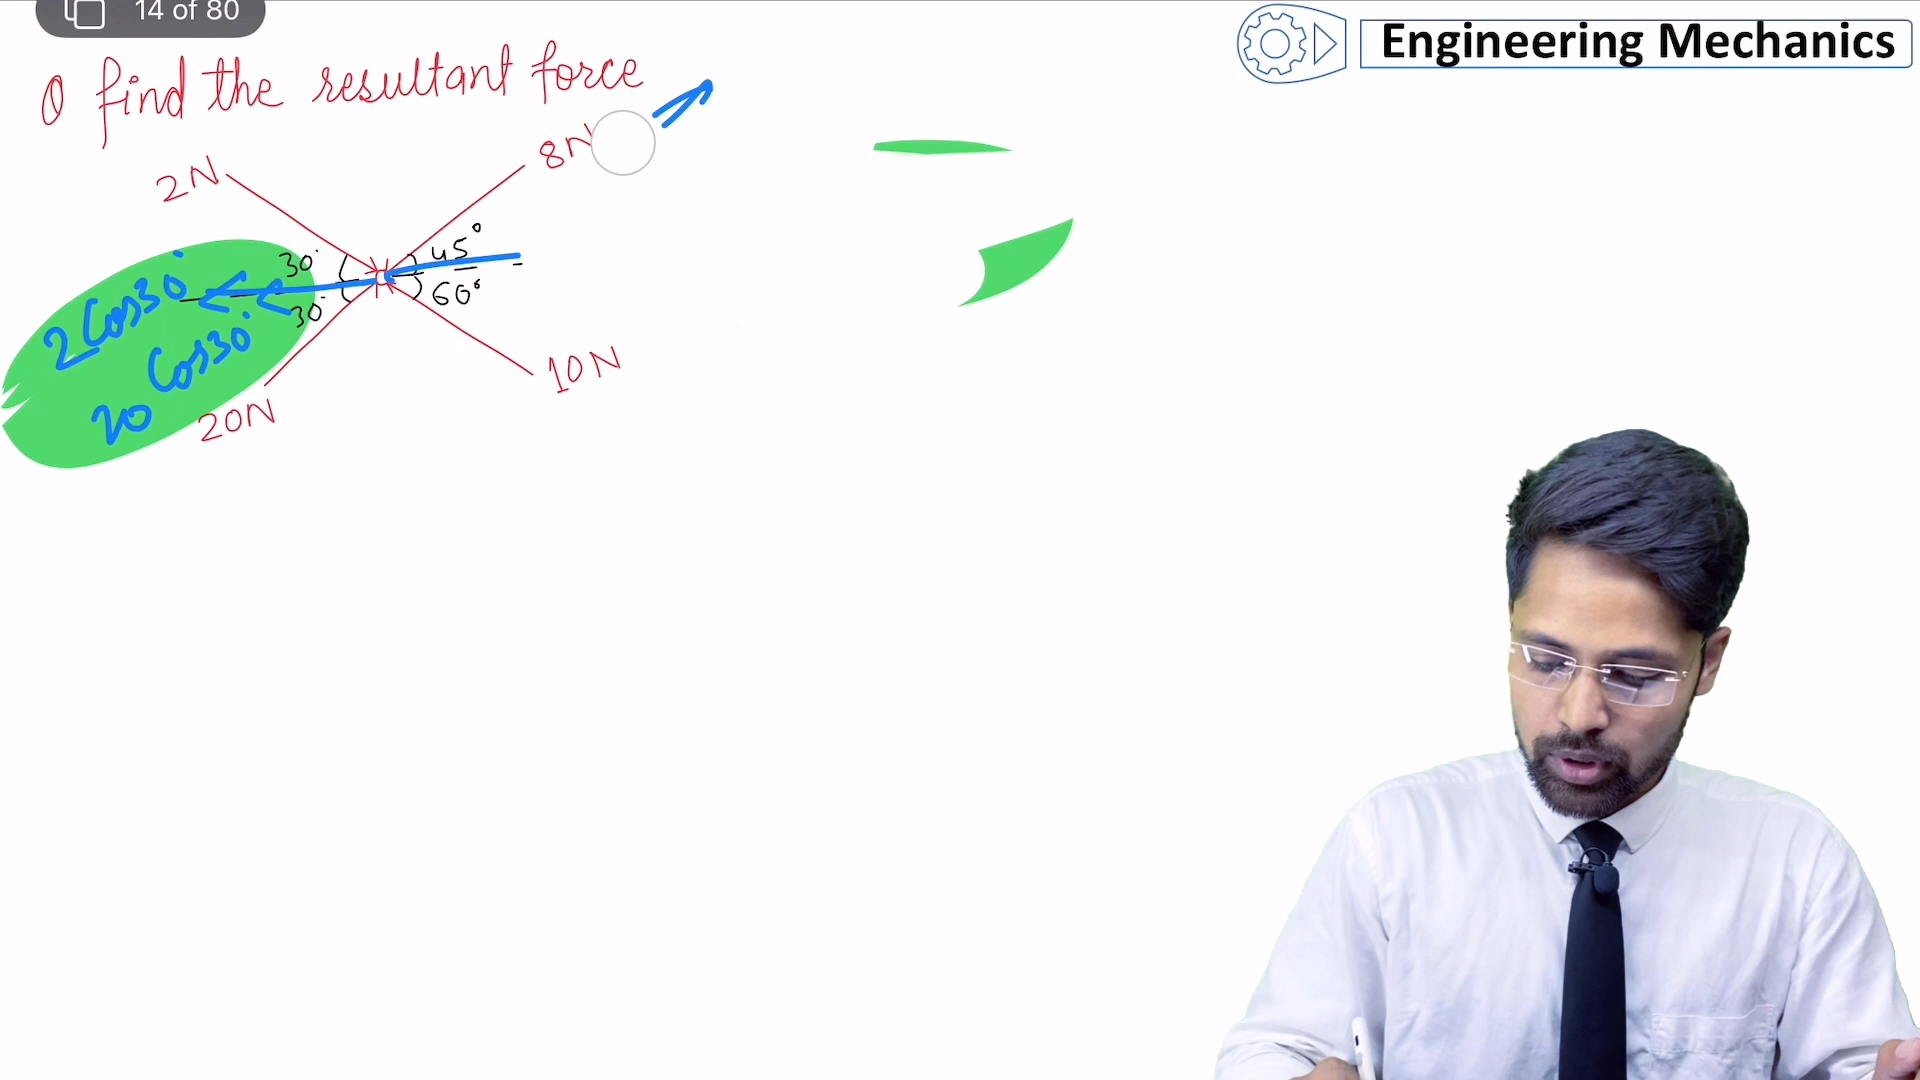 14 of 80
Engineering Mechanics
Q find the resultant force
2N
8N
30°
45°
60°
30°
2 Cos30°
20 Cos30°
20N
10N